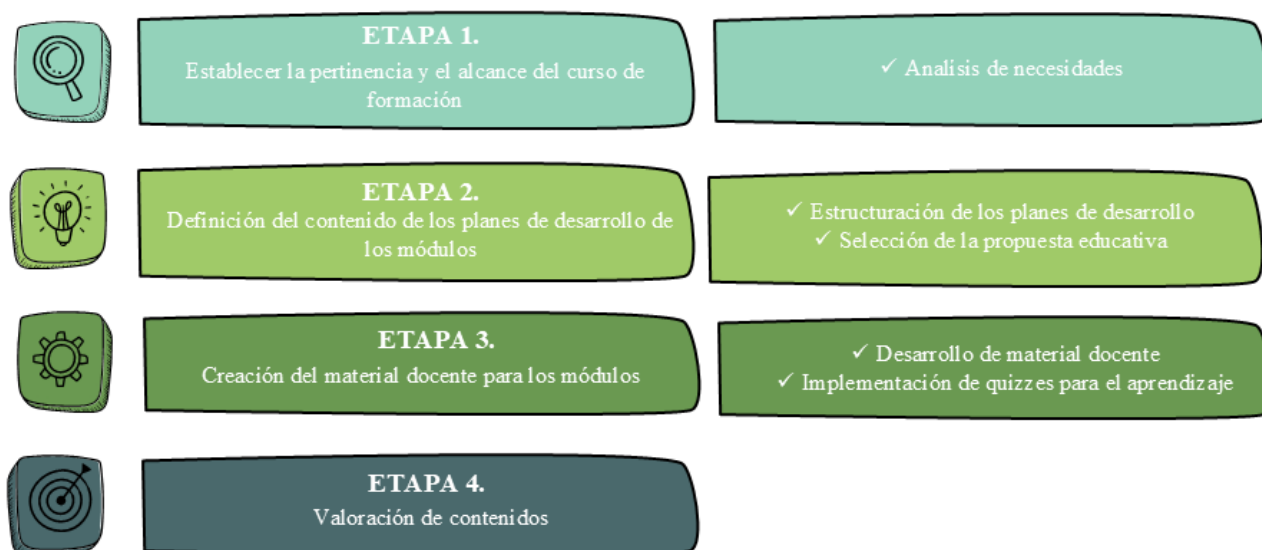 ETAPA 1.
Establecer la pertinencia y el alcance del curso de
formación
✓ Analísis de necesidades
ETAPA 2.
Definición del contenido de los planes de desarrollo de
los módulos
✓ Estructuración de los planes de desarrollo
✓ Selección de la propuesta educativa
ETAPA 3.
Creación del material docente para los módulos
✓ Desarrollo de material docente
✓ Implementación de quizzes para el aprendizaje
ETAPA 4.
Valoración de contenidos